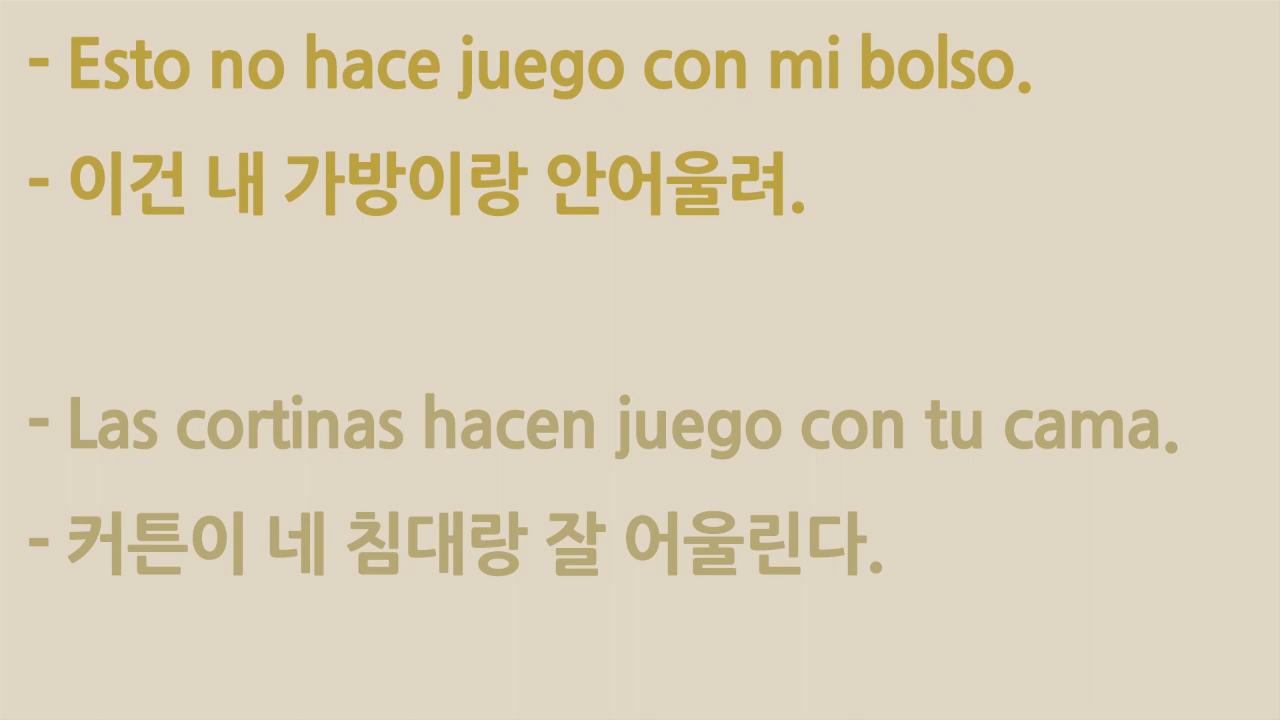 - Esto no hace juego con mi bolso.
- 이건 내 가방이랑 안어울려.
- Las cortinas hacen juego con tu cama.
- 커튼이 네 침대랑 잘 어울린다.